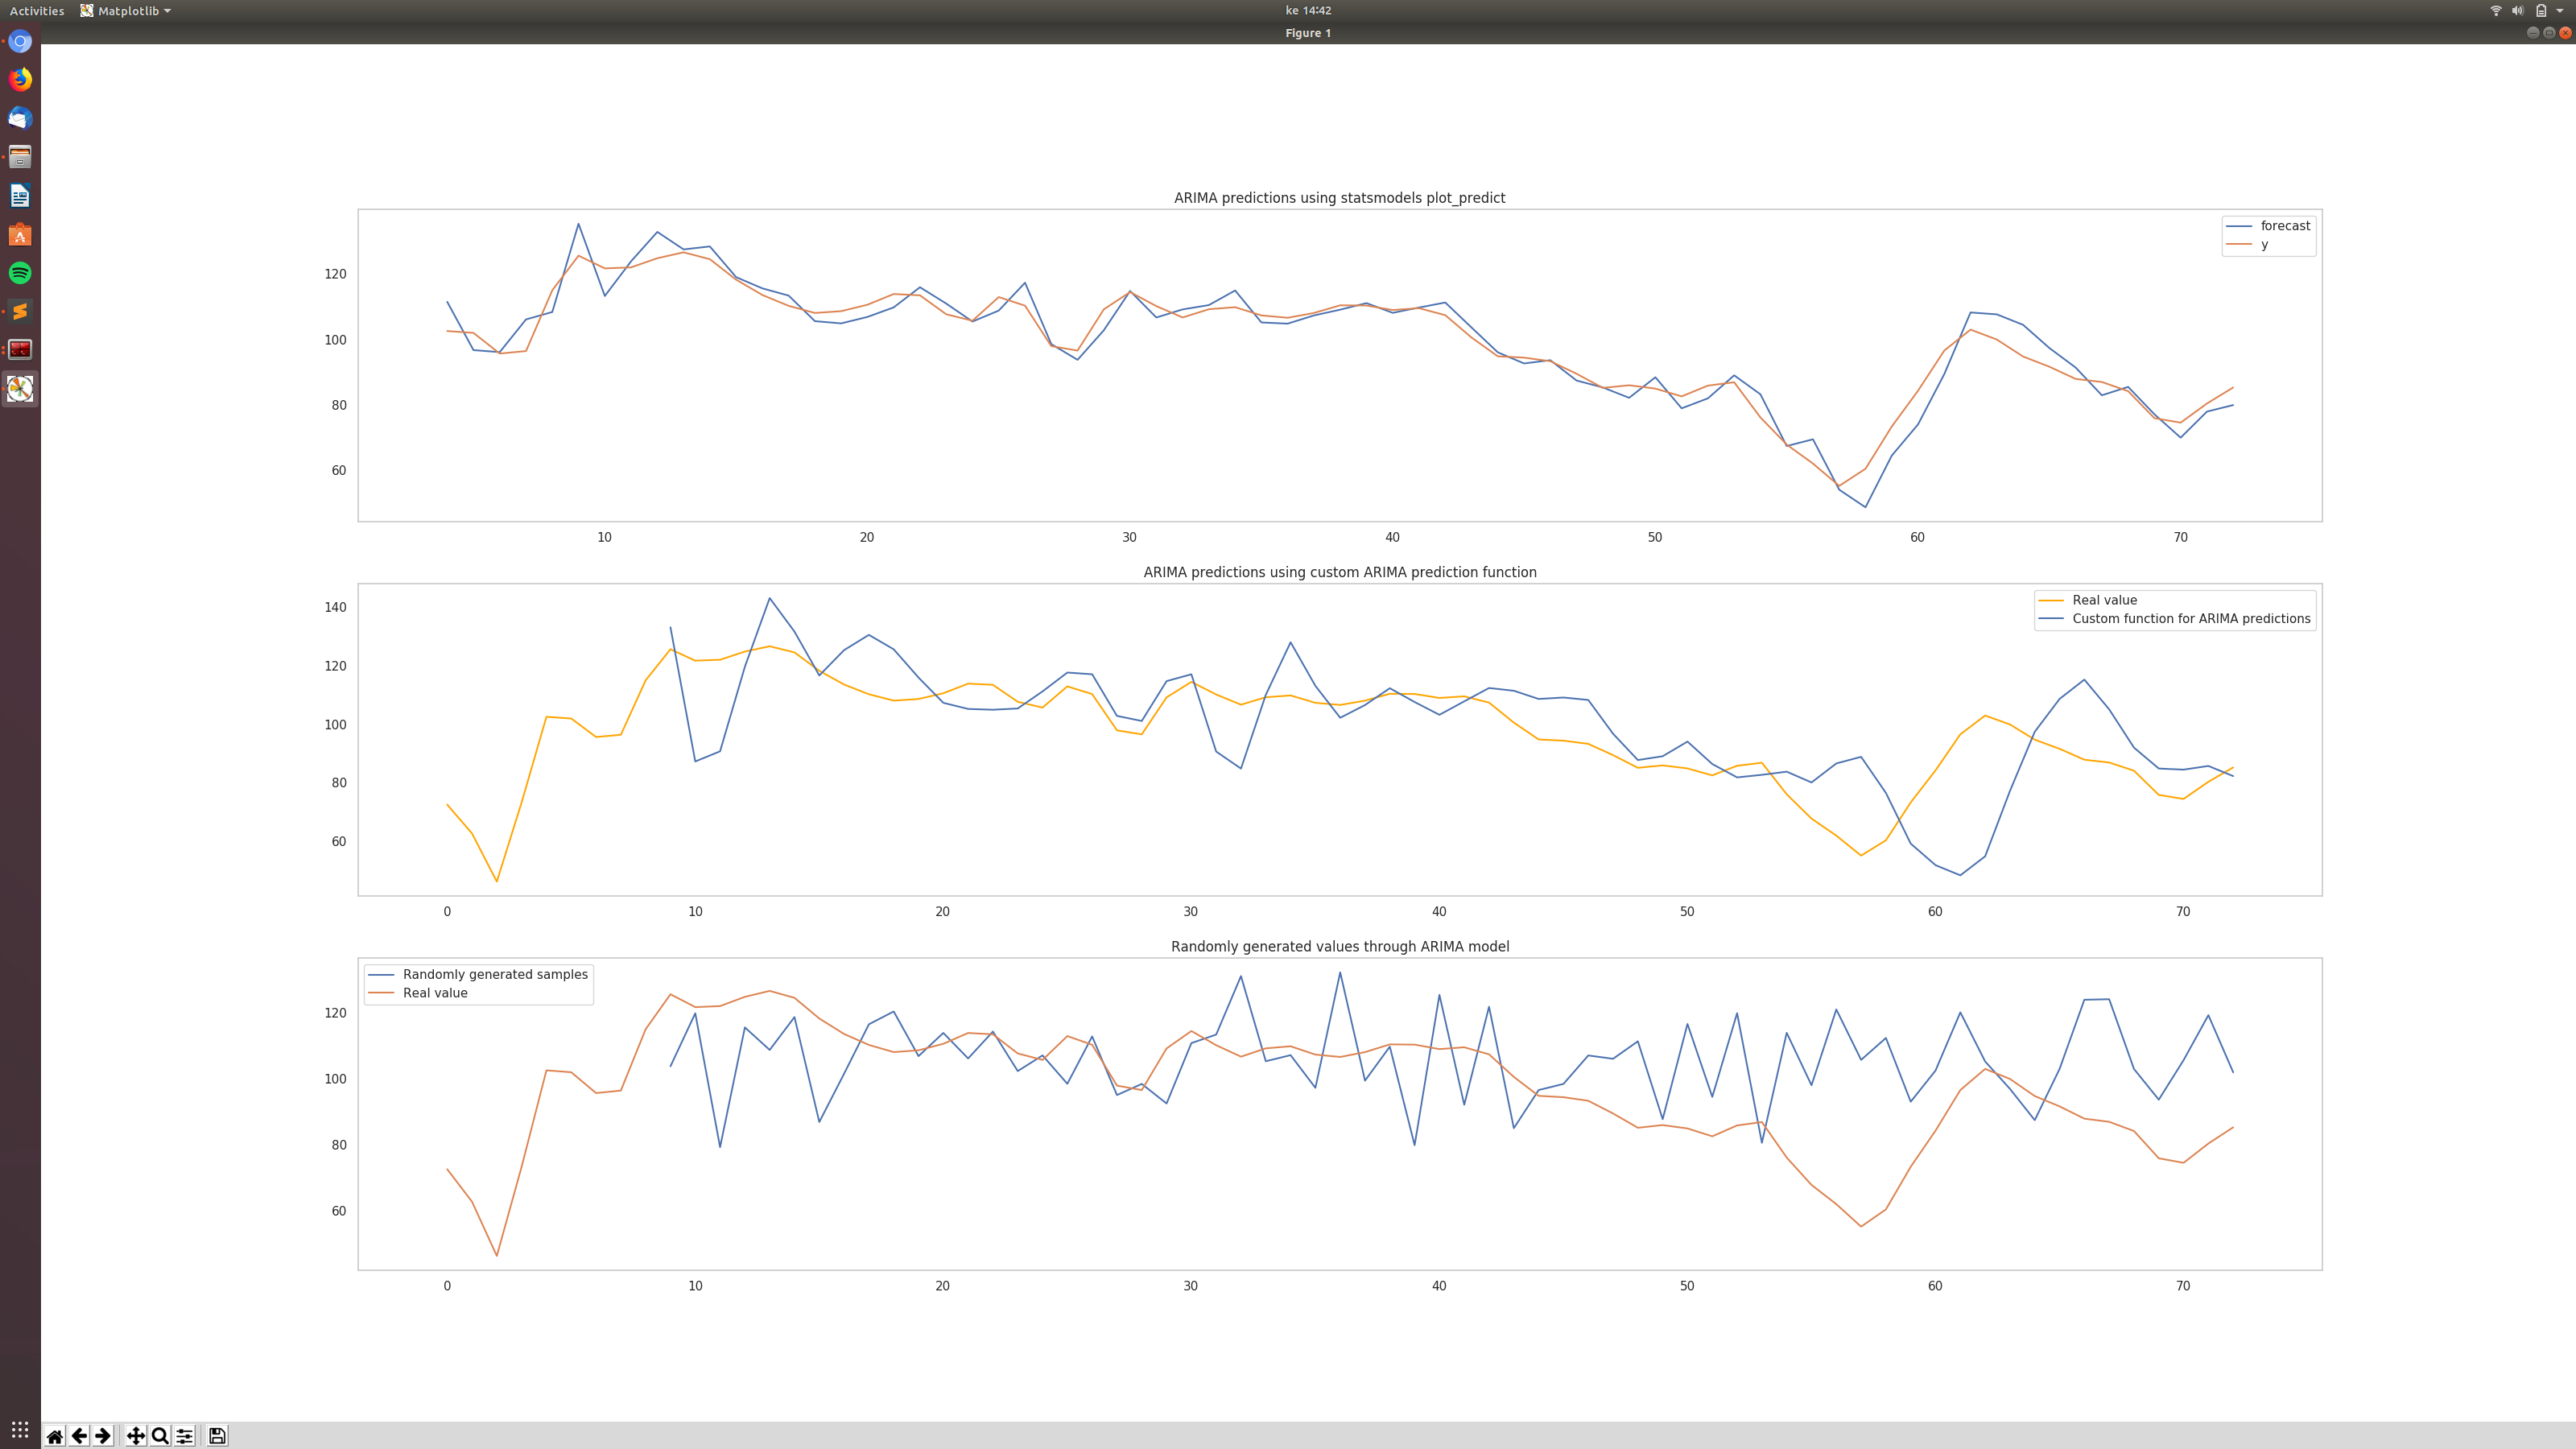 Activities Matplotlib ke 14:42
Figure 1
ARIMA predictions using statsmodels plot_predict
forecast
y
120
100
80
60
10 20 30 40 50 60 70
ARIMA predictions using custom ARIMA prediction function
Real value
Custom function for ARIMA predictions
140
120
100
80
60
0 10 20 30 40 50 60 70
Randomly generated values through ARIMA model
Randomly generated samples
Real value
120
100
80
60
0 10 20 30 40 50 60 70